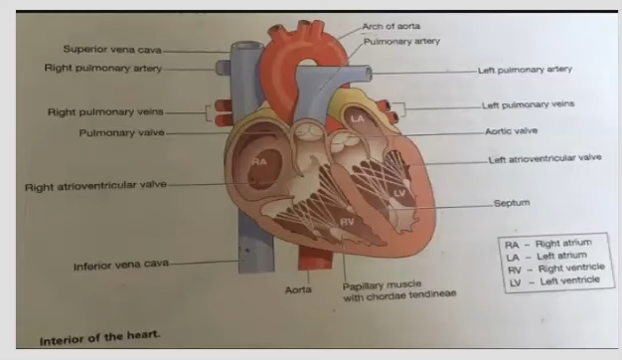 Arch of aorta
Superior vena cava
Pulmonary artery
Right pulmonary artery
Left pulmonary artery
Right pulmonary veins
Left pulmonary veins
Pulmonary valve
Aortic valve
LA
Left atrioventricular valve
RA
Right atrioventricular valve
LV
Septum
RV
RA – Right atrium
LA – Left atrium
RV – Right ventricle
LV – Left ventricle
Inferior vena cava
Aorta
Papillary muscle
with chordae tendineae
Interior of the heart.